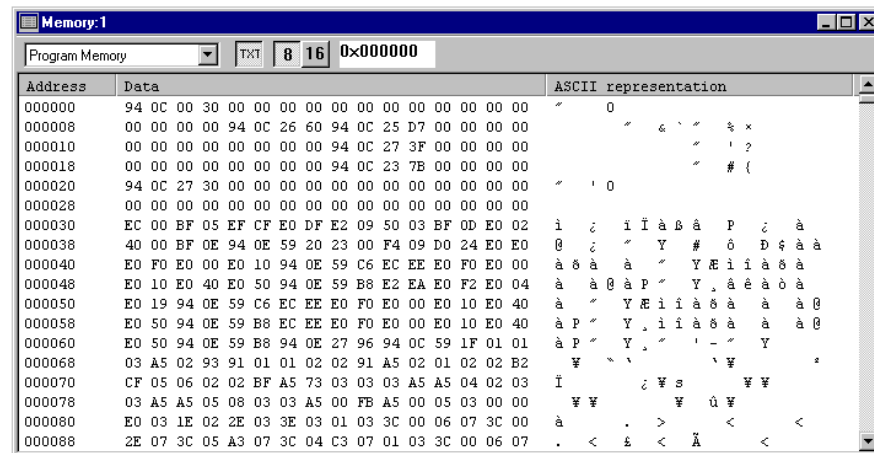 Memory:1
Program Memory TXT 8 16 0x000000
Address Data ASCII representation
000000 94 0C 00 30 00 00 00 00 00 00 00 00 00 00 00 00 ″ 0
000008 00 00 00 00 94 0C 26 60 94 0C 25 D7 00 00 00 00 ″ & ` ″ % ×
000010 00 00 00 00 00 00 00 00 94 0C 27 3F 00 00 00 00 ″ ' ?
000018 00 00 00 00 00 00 00 00 94 0C 23 7B 00 00 00 00 ″ # {
000020 94 0C 27 30 00 00 00 00 00 00 00 00 00 00 00 00 ″ ' 0
000028 00 00 00 00 00 00 00 00 00 00 00 00 00 00 00 00
000030 EC 00 BF 05 EF CF E0 DF E2 09 50 03 BF 0D E0 02 ì ¿ ï Ï à ß â P ¿ à
000038 40 00 BF 0E 94 0E 59 20 23 00 F4 09 D0 24 E0 E0 @ ¿ ″ Y # ô Ð $ à à
000040 E0 F0 E0 00 E0 10 94 0E 59 C6 EC EE E0 F0 E0 00 à ð à à ″ Y Æ ì î à ð à
000048 E0 10 E0 40 E0 50 94 0E 59 B8 E2 EA E0 F2 E0 04 à à @ à P ″ Y ¸ â ê à ò à
000050 E0 19 94 0E 59 C6 EC EE E0 F0 E0 00 E0 10 E0 40 à ″ Y Æ ì î à ð à à à @
000058 E0 50 94 0E 59 B8 EC EE E0 F0 E0 00 E0 10 E0 40 à P ″ Y ¸ ì î à ð à à à @
000060 E0 50 94 0E 59 B8 94 0E 27 96 94 0C 59 1F 01 01 à P ″ Y ¸ ″ ' – ″ Y
000068 03 A5 02 93 91 01 01 02 02 91 A5 02 01 02 02 B2 ¥ “ ‘ ‘ ¥ ²
000070 CF 05 06 02 02 BF A5 73 03 03 03 A5 A5 04 02 03 Ï ¿ ¥ s ¥ ¥
000078 03 A5 A5 05 08 03 03 A5 00 FB A5 00 05 03 00 00 ¥ ¥ ¥ û ¥
000080 E0 03 1E 02 2E 03 3E 03 01 03 3C 00 06 07 3C 00 à . > < <
000088 2E 07 3C 05 A3 07 3C 04 C3 07 01 03 3C 00 06 07 . < £ < Ã <